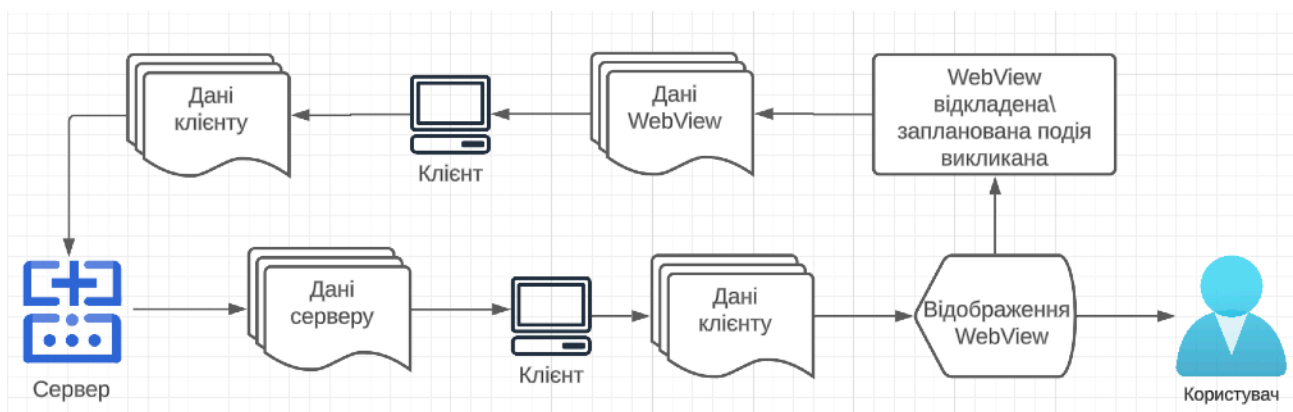 Дані
клієнту
Клієнт
Дані
WebView
WebView
відкладена\
запланована подія
викликана
Сервер
Дані
серверу
Клієнт
Дані
клієнту
Відображення
WebView
Користувач